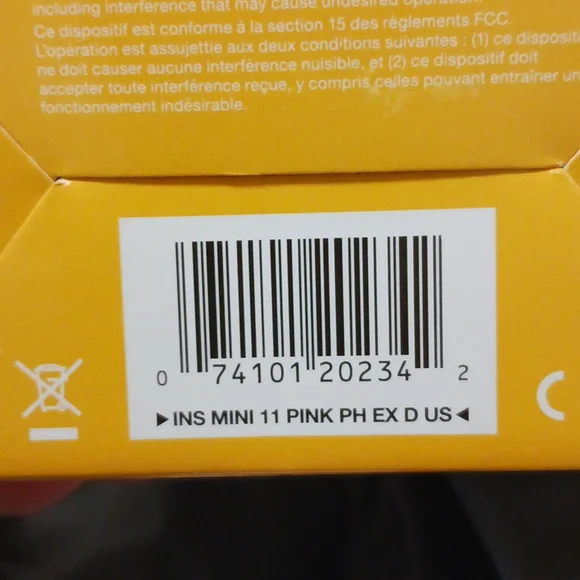 including interference that may cause undesired operation.
Ce dispositif est conforme à la section 15 des règlements FCC.
L'opération est assujettie aux deux conditions suivantes : (1) ce dispositi
ne doit causer aucune interférence nuisible, et (2) ce dispositif doit
accepter toute interférence reçue, y compris celles pouvant entraîner un
fonctionnement indésirable.
0 74101 20234 2
▶INS MINI 11 PINK PH EX D US◀